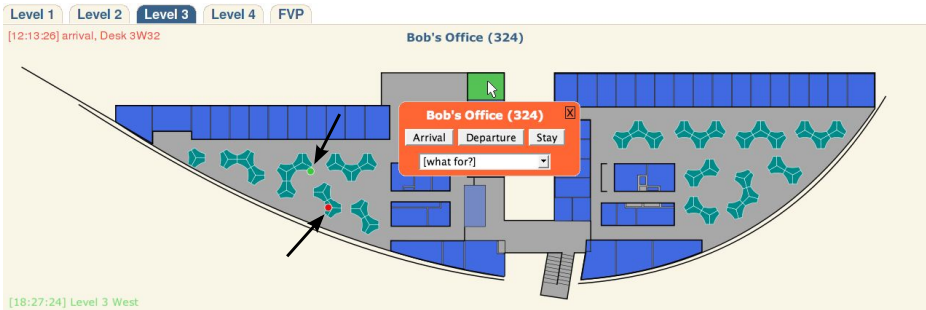 Level 1 Level 2 Level 3 Level 4 FVP
[12:13:26] arrival, Desk 3W32
Bob's Office (324)
Bob's Office (324) X
Arrival Departure Stay
[what for?]
[18:27:24] Level 3 West